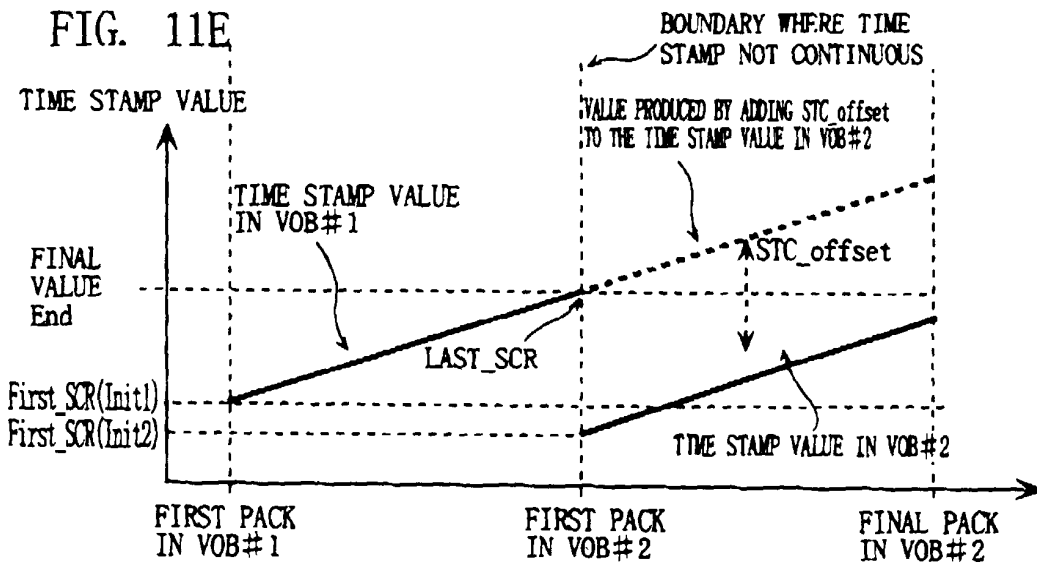 FIG. 11E
BOUNDARY WHERE TIME
STAMP NOT CONTINUOUS
TIME STAMP VALUE
VALUE PRODUCED BY ADDING STC_offset
TO THE TIME STAMP VALUE IN VOB#2
TIME STAMP VALUE
IN VOB#1
STC_offset
FINAL
VALUE
End
LAST_SCR
First_SCR(Init1)
First_SCR(Init2)
TIME STAMP VALUE IN VOB#2
FIRST PACK
IN VOB#1
FIRST PACK
IN VOB#2
FINAL PACK
IN VOB#2